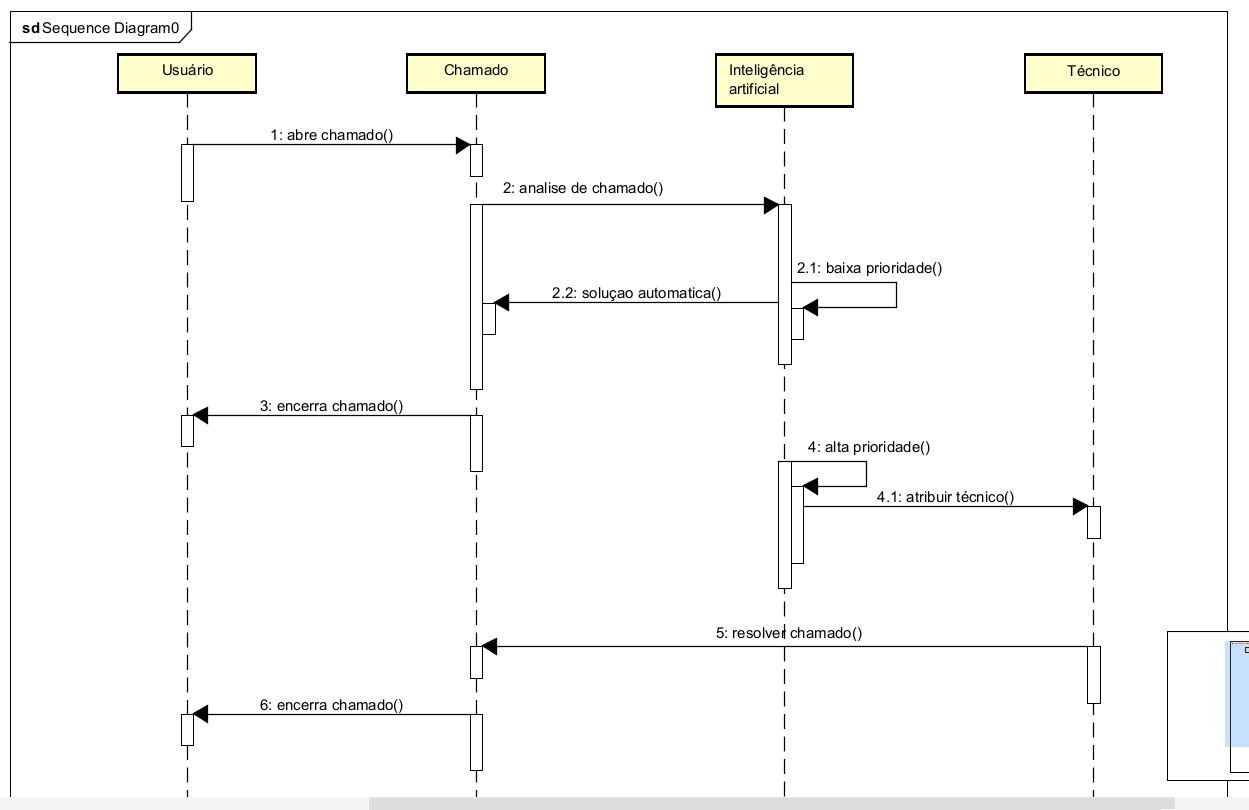 sd Sequence Diagram0
Usuário
Chamado
Inteligência
artificial
Técnico
1: abre chamado()
2: analise de chamado()
2.1: baixa prioridade()
2.2: soluçao automatica()
3: encerra chamado()
4: alta prioridade()
4.1: atribuir técnico()
5: resolver chamado()
6: encerra chamado()